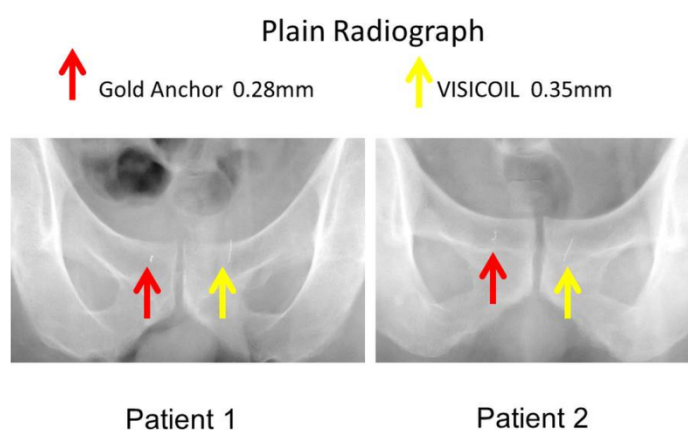 Plain Radiograph
Gold Anchor 0.28mm
VISICOIL 0.35mm
Patient 1
Patient 2